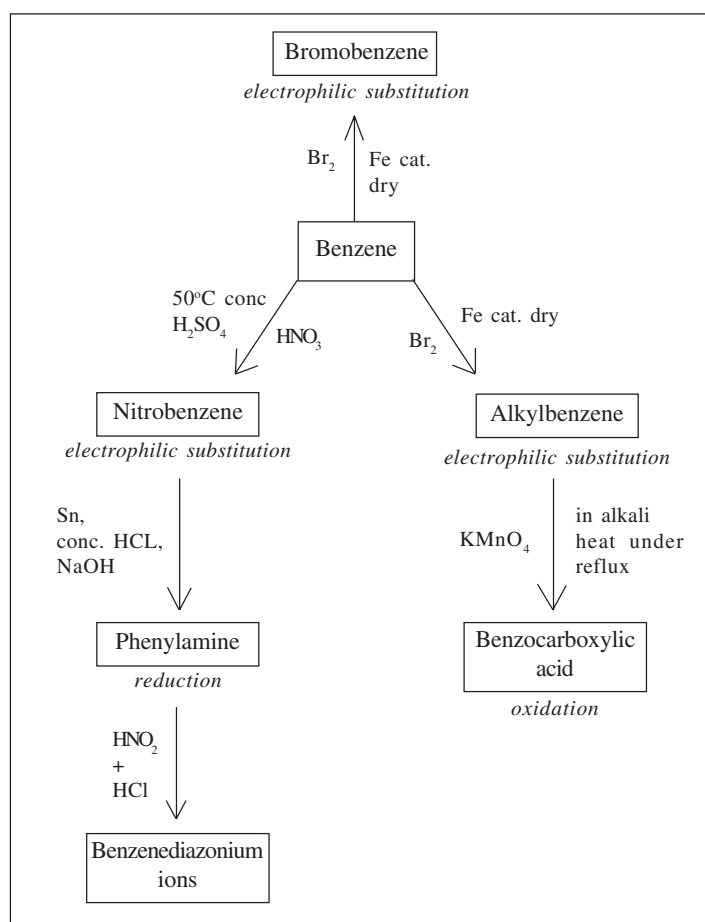 Bromobenzene
electrophilic substitution
Br₂
Fe cat.
dry
Benzene
50°C conc
H₂SO₄
HNO₃
Fe cat. dry
Br₂
Nitrobenzene
electrophilic substitution
Alkylbenzene
electrophilic substitution
Sn,
conc. HCL,
NaOH
KMnO₄
in alkali
heat under
reflux
Phenylamine
reduction
Benzocarboxylic
acid
oxidation
HNO₂
+
HCl
Benzenediazonium
ions